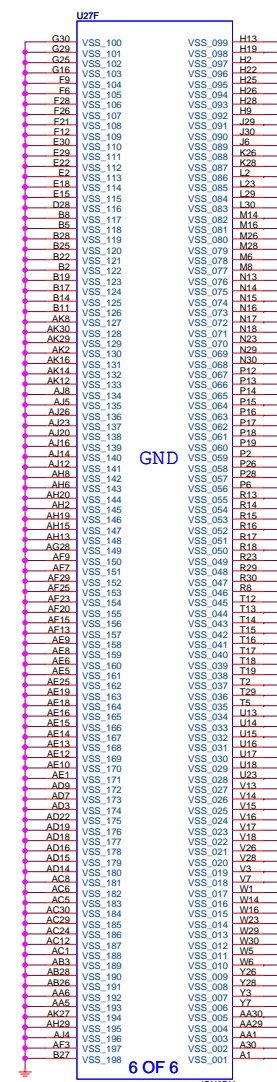 U27F
G30 VSS_100 VSS_099 H13
G29 VSS_101 VSS_098 H19
G25 VSS_102 VSS_097 H2
G16 VSS_103 VSS_096 H22
F9 VSS_104 VSS_095 H25
F6 VSS_105 VSS_094 H26
F28 VSS_106 VSS_093 H28
F26 VSS_107 VSS_092 H9
F21 VSS_108 VSS_091 J29
F12 VSS_109 VSS_090 J30
E30 VSS_110 VSS_089 J6
E29 VSS_111 VSS_088 K26
E22 VSS_112 VSS_087 K28
E2 VSS_113 VSS_086 L2
E18 VSS_114 VSS_085 L23
E15 VSS_115 VSS_084 L29
D28 VSS_116 VSS_083 L30
B8 VSS_117 VSS_082 M14
B5 VSS_118 VSS_081 M16
B28 VSS_119 VSS_080 M26
B25 VSS_120 VSS_079 M28
B22 VSS_121 VSS_078 M6
B2 VSS_122 VSS_077 M8
B19 VSS_123 VSS_076 N13
B17 VSS_124 VSS_075 N14
B14 VSS_125 VSS_074 N15
B11 VSS_126 VSS_073 N16
AK8 VSS_127 VSS_072 N17
AK30 VSS_128 VSS_071 N18
AK29 VSS_129 VSS_070 N23
AK2 VSS_130 VSS_069 N29
AK16 VSS_131 VSS_068 N30
AK14 VSS_132 VSS_067 P12
AK12 VSS_133 VSS_066 P13
AJ8 VSS_134 VSS_065 P14
AJ5 VSS_135 VSS_064 P15
AJ26 VSS_136 VSS_063 P16
AJ23 VSS_137 VSS_062 P17
AJ20 VSS_138 VSS_061 P18
AJ16 VSS_139 VSS_060 P19
AJ14 VSS_140 VSS_059 P2
GND
AJ12 VSS_141 VSS_058 P26
AH8 VSS_142 VSS_057 P28
AH6 VSS_143 VSS_056 P6
AH20 VSS_144 VSS_055 R13
AH2 VSS_145 VSS_054 R14
AH19 VSS_146 VSS_053 R15
AH15 VSS_147 VSS_052 R16
AH13 VSS_148 VSS_051 R17
AG28 VSS_149 VSS_050 R18
AF9 VSS_150 VSS_049 R23
AF7 VSS_151 VSS_048 R29
AF29 VSS_152 VSS_047 R30
AF25 VSS_153 VSS_046 R8
AF23 VSS_154 VSS_045 T12
AF20 VSS_155 VSS_044 T13
AF15 VSS_156 VSS_043 T14
AF13 VSS_157 VSS_042 T15
AE9 VSS_158 VSS_041 T16
AE8 VSS_159 VSS_040 T17
AE6 VSS_160 VSS_039 T18
AE5 VSS_161 VSS_038 T19
AE25 VSS_162 VSS_037 T2
AE19 VSS_163 VSS_036 T29
AE18 VSS_164 VSS_035 T5
AE16 VSS_165 VSS_034 U13
AE15 VSS_166 VSS_033 U14
AE14 VSS_167 VSS_032 U15
AE13 VSS_168 VSS_031 U16
AE12 VSS_169 VSS_030 U17
AE10 VSS_170 VSS_029 U18
AE1 VSS_171 VSS_028 U23
AD9 VSS_172 VSS_027 V13
AD7 VSS_173 VSS_026 V14
AD3 VSS_174 VSS_025 V15
AD22 VSS_175 VSS_024 V16
AD19 VSS_176 VSS_023 V17
AD18 VSS_177 VSS_022 V18
AD16 VSS_178 VSS_021 V26
AD15 VSS_179 VSS_020 V28
AD14 VSS_180 VSS_019 V3
AC8 VSS_181 VSS_018 V7
AC6 VSS_182 VSS_017 W1
AC5 VSS_183 VSS_016 W14
AC30 VSS_184 VSS_015 W16
AC29 VSS_185 VSS_014 W23
AC24 VSS_186 VSS_013 W29
AC12 VSS_187 VSS_012 W30
AC1 VSS_188 VSS_011 W5
AB3 VSS_189 VSS_010 W6
AB28 VSS_190 VSS_009 Y26
AB26 VSS_191 VSS_008 Y28
AA6 VSS_192 VSS_007 Y3
AA5 VSS_193 VSS_006 Y7
AK27 VSS_194 VSS_005 AA30
AH29 VSS_195 VSS_004 AA29
AJ4 VSS_196 VSS_003 AA1
AF3 VSS_197 VSS_002 A30
B27 VSS_198 VSS_001 A1
6 OF 6